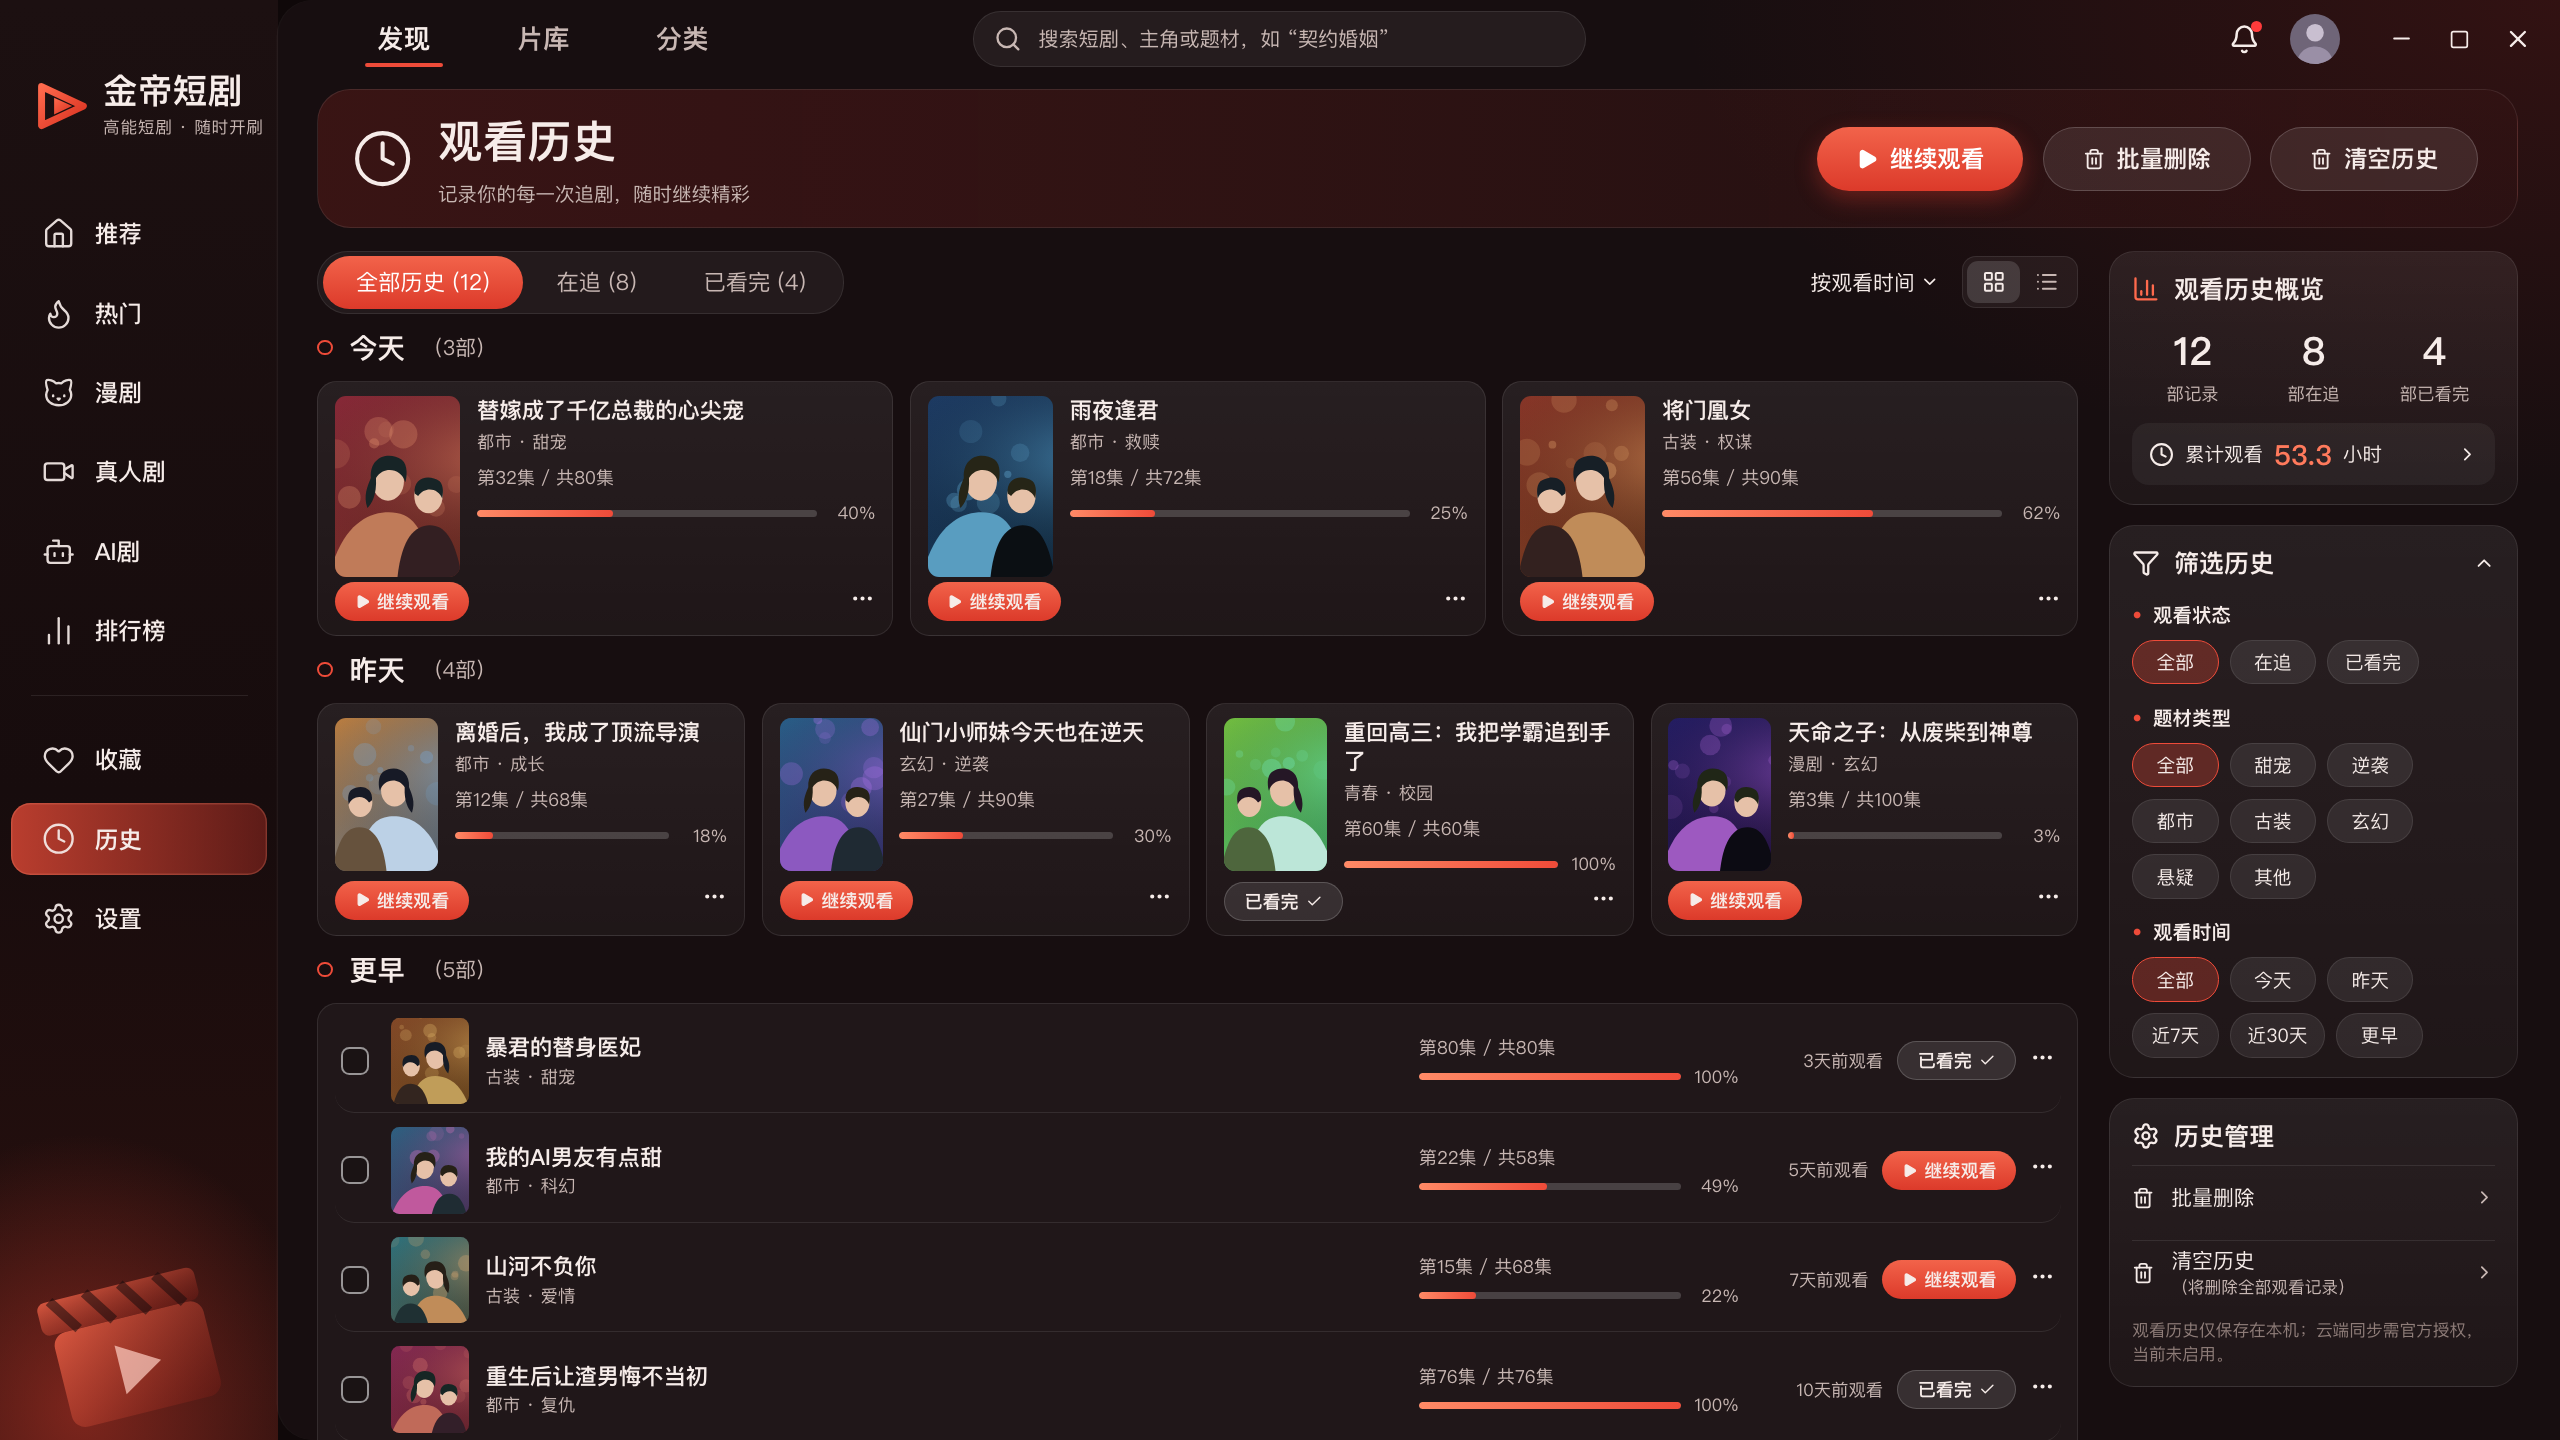 金帝短剧
高能短剧 · 随时开刷
推荐
热门
漫剧
真人剧
AI剧
排行榜
收藏
历史
设置
发现
片库
分类
搜索短剧、主角或题材，如 “契约婚姻”
观看历史
记录你的每一次追剧，随时继续精彩
继续观看
批量删除
清空历史
全部历史 (12)
在追 (8)
已看完 (4)
按观看时间
今天
(3部)
替嫁成了千亿总裁的心尖宠
都市 · 甜宠
第32集 / 共80集
40%
继续观看
雨夜逢君
都市 · 救赎
第18集 / 共72集
25%
继续观看
将门凰女
古装 · 权谋
第56集 / 共90集
62%
继续观看
昨天
(4部)
离婚后，我成了顶流导演
都市 · 成长
第12集 / 共68集
18%
继续观看
仙门小师妹今天也在逆天
玄幻 · 逆袭
第27集 / 共90集
30%
继续观看
重回高三：我把学霸追到手
了
青春 · 校园
第60集 / 共60集
100%
已看完
天命之子：从废柴到神尊
漫剧 · 玄幻
第3集 / 共100集
3%
继续观看
更早
(5部)
暴君的替身医妃
古装 · 甜宠
第80集 / 共80集
100%
3天前观看
已看完
我的AI男友有点甜
都市 · 科幻
第22集 / 共58集
49%
5天前观看
继续观看
山河不负你
古装 · 爱情
第15集 / 共68集
22%
7天前观看
继续观看
重生后让渣男悔不当初
都市 · 复仇
第76集 / 共76集
100%
10天前观看
已看完
观看历史概览
12
部记录
8
部在追
4
部已看完
累计观看 53.3 小时
筛选历史
观看状态
全部
在追
已看完
题材类型
全部
甜宠
逆袭
都市
古装
玄幻
悬疑
其他
观看时间
全部
今天
昨天
近7天
近30天
更早
历史管理
批量删除
清空历史
（将删除全部观看记录）
观看历史仅保存在本机；云端同步需官方授权，
当前未启用。